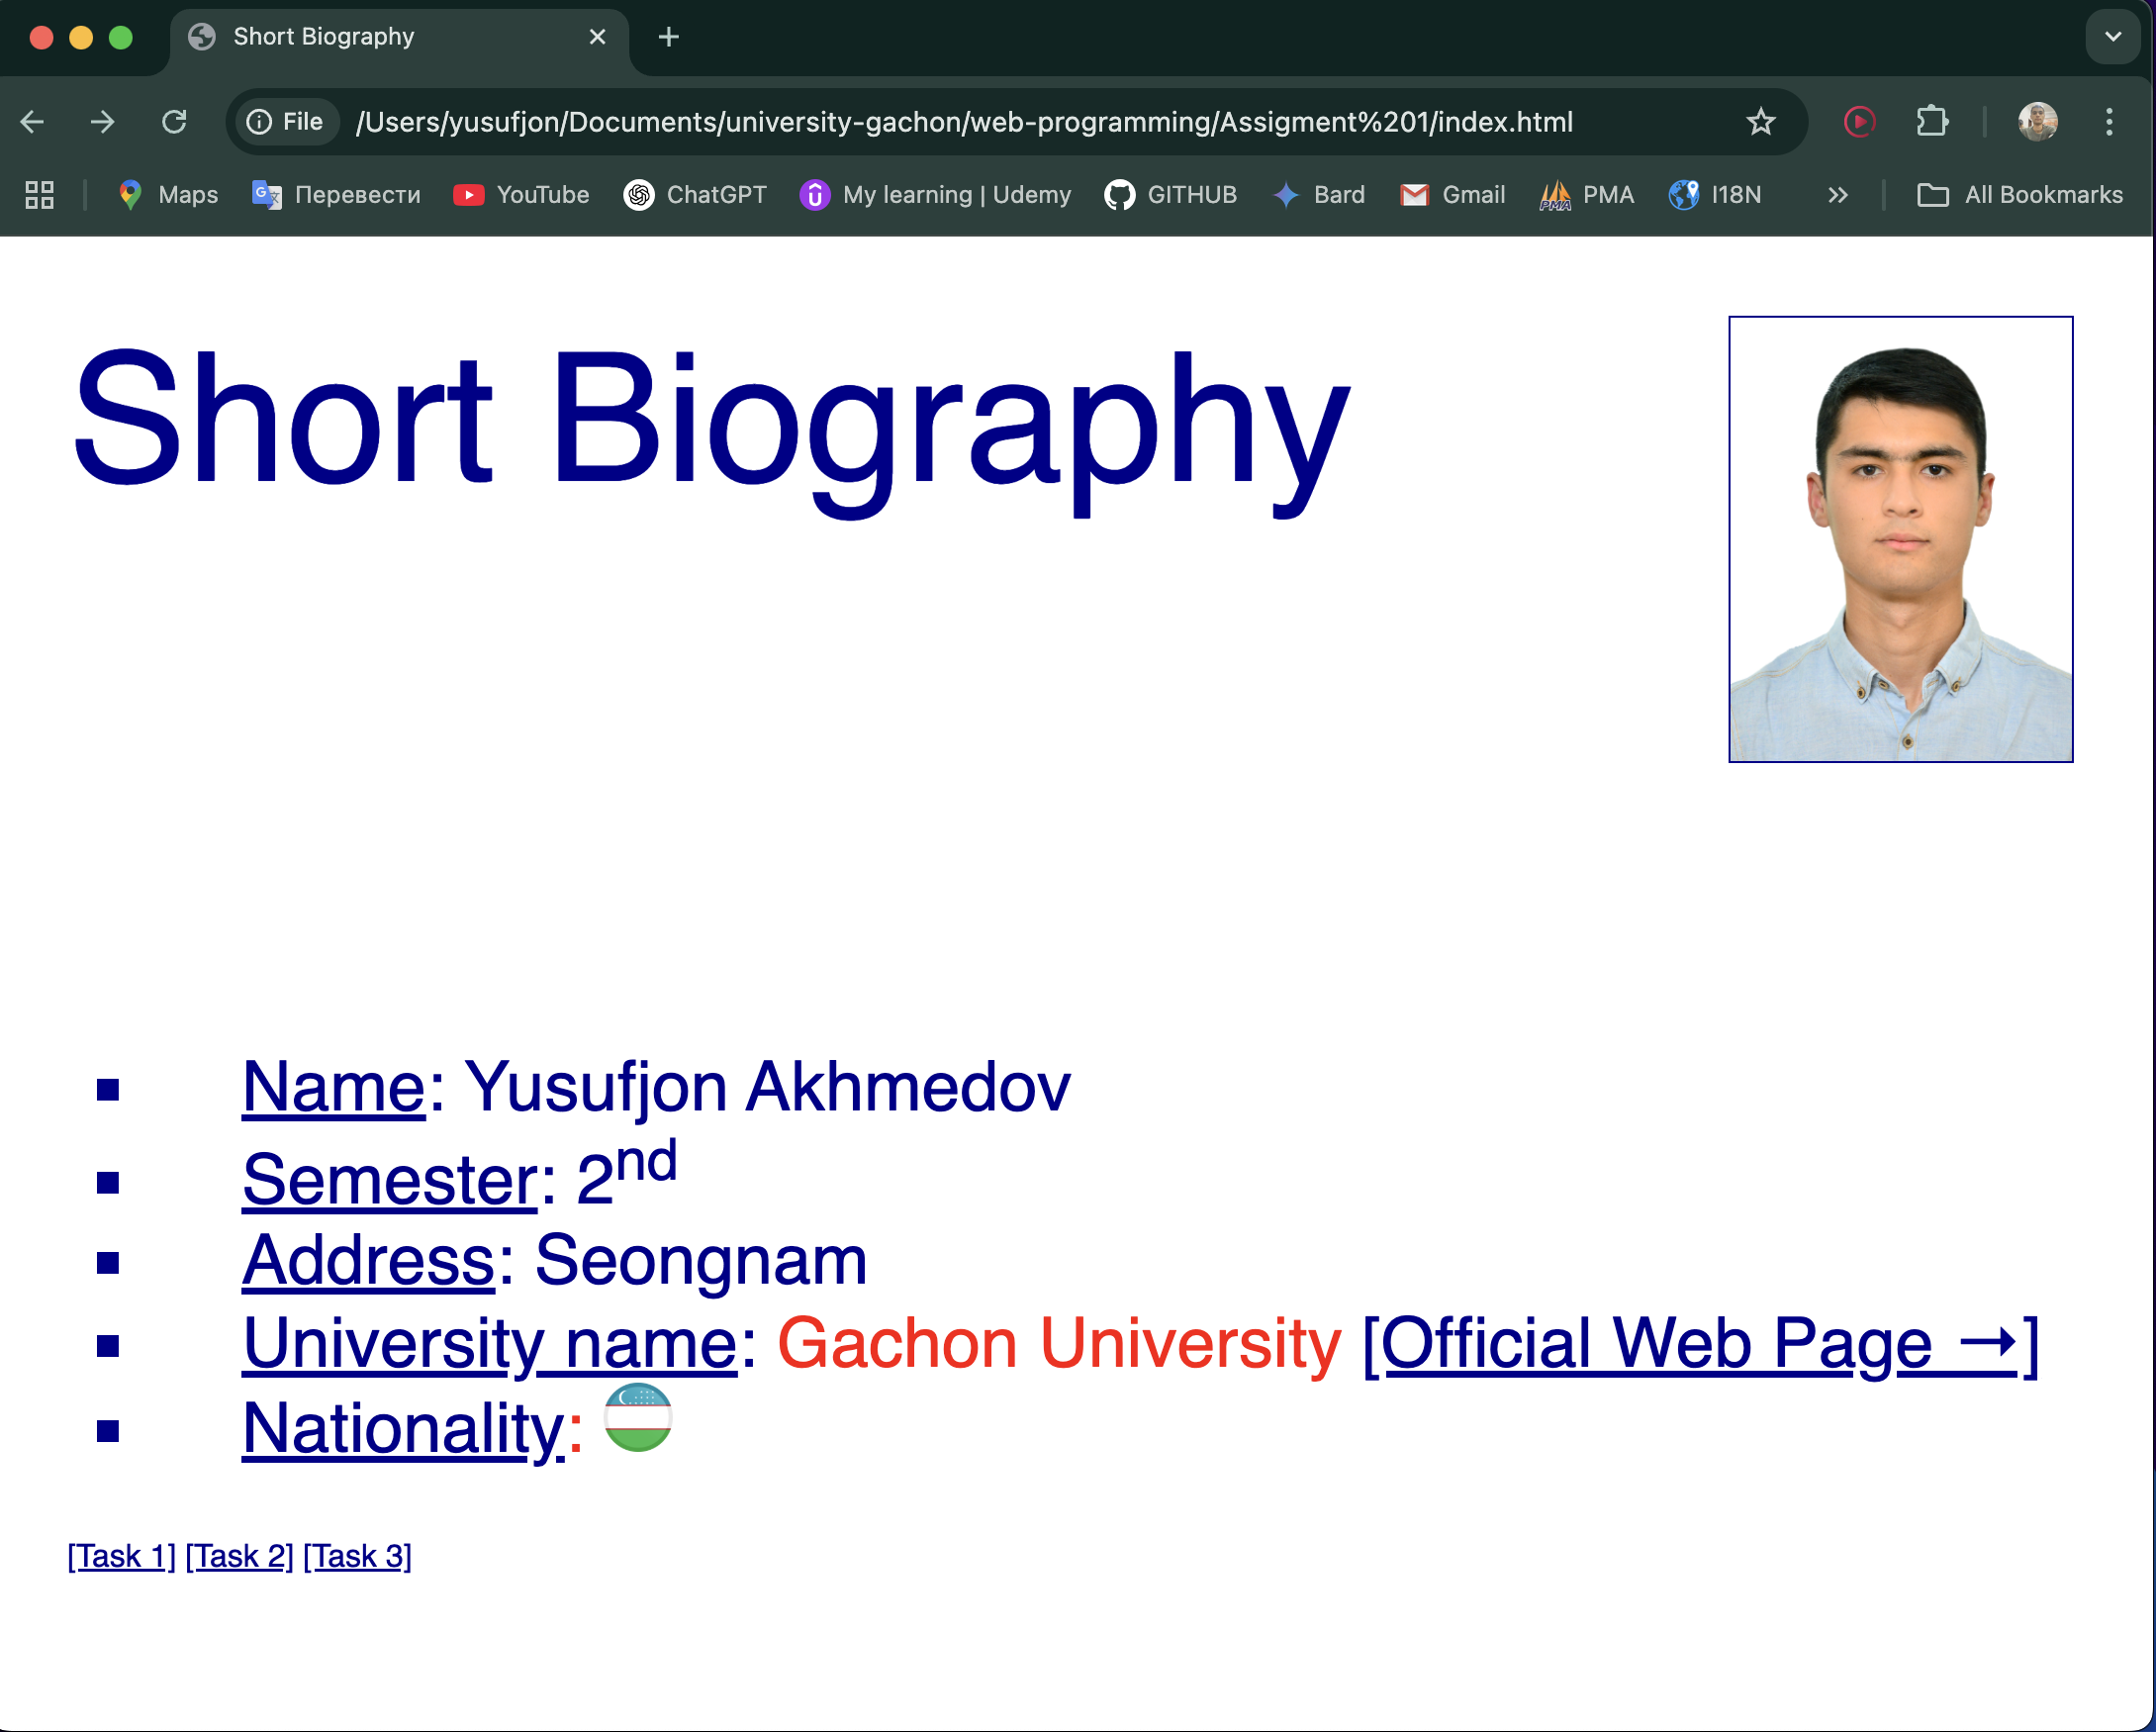 Short Biography
File /Users/yusufjon/Documents/university-gachon/web-programming/Assigment%201/index.html
Maps Перевести YouTube ChatGPT My learning | Udemy GITHUB Bard Gmail PMA I18N » All Bookmarks
Short Biography
Name: Yusufjon Akhmedov
Semester: 2nd
Address: Seongnam
University name: Gachon University [Official Web Page →]
Nationality:
[Task 1] [Task 2] [Task 3]